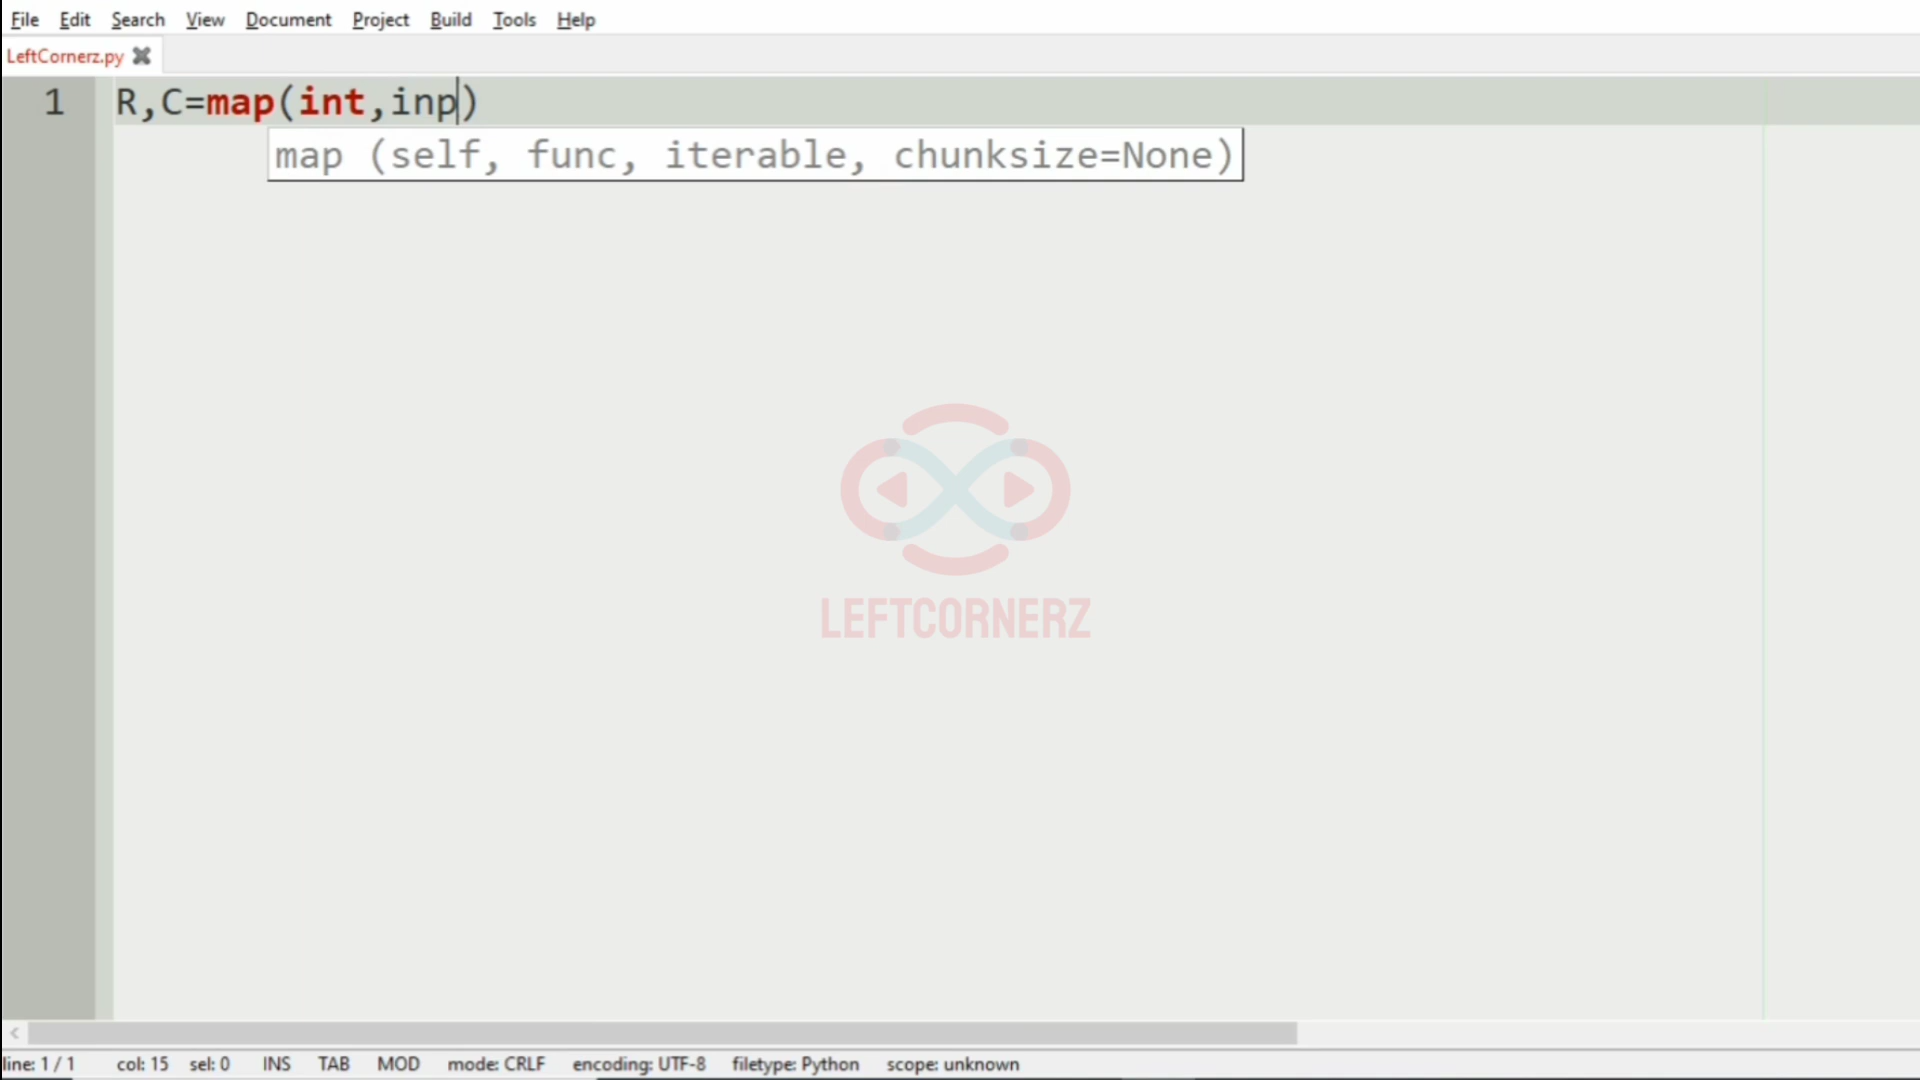 File Edit Search View Document Project Build Tools Help
LeftCornerz.py
1 R,C=map(int,inp)
map (self, func, iterable, chunksize=None)
LEFTCORNERZ
line: 1 / 1 col: 15 sel: 0 INS TAB MOD mode: CRLF encoding: UTF-8 filetype: Python scope: unknown